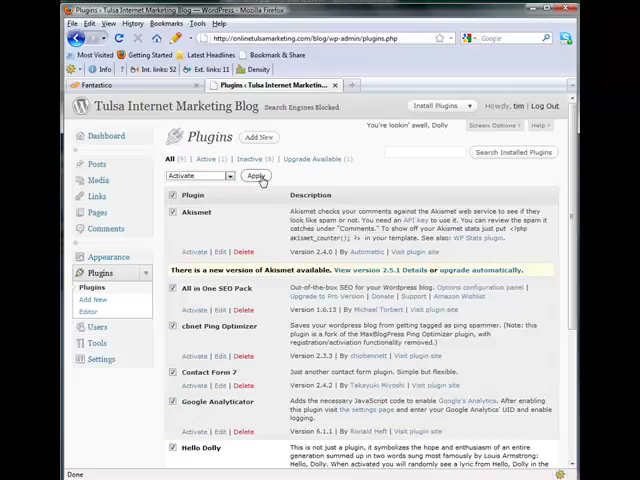 Plugins ‹ Tulsa Internet Marketing Blog — WordPress - Mozilla Firefox
File Edit View History Bookmarks Tools Help
http://onlinetulsamarketing.com/blog/wp-admin/plugins.php
Google
Most Visited Getting Started Latest Headlines Bookmark & Share
Info Int. links: 52 Ext. links: 11 Density
Fantastico
Plugins ‹ Tulsa Internet Marketin...
Tulsa Internet Marketing Blog Search Engines Blocked
Install Plugins Howdy, tim | Log Out
You're lookin' swell, Dolly
Screen Options Help
Plugins Add New
All (9) | Active (1) | Inactive (8) | Upgrade Available (1)
Search Installed Plugins
Activate Apply
Dashboard
Posts
Media
Links
Pages
Comments
Appearance
Plugins
Plugins
Add New
Editor
Users
Tools
Settings
Plugin Description
Akismet
Akismet checks your comments against the Akismet web service to see if they
look like spam or not. You need an API key to use it. You can review the spam it
catches under "Comments." To show off your Akismet stats just put <?php
akismet_counter(); ?> in your template. See also: WP Stats plugin.
Activate | Edit | Delete
Version 2.4.0 | By Automattic | Visit plugin site
There is a new version of Akismet available. View version 2.5.1 Details or upgrade automatically.
All in One SEO Pack
Out-of-the-box SEO for your Wordpress blog. Options configuration panel |
Upgrade to Pro Version | Donate | Support | Amazon Wishlist
Activate | Edit | Delete
Version 1.6.13 | By Michael Torbert | Visit plugin site
cbnet Ping Optimizer
Saves your wordpress blog from getting tagged as ping spammer. (Note: this
plugin is a fork of the MaxBlogPress Ping Optimizer plugin, with
registration/activation functionality removed.)
Activate | Edit | Delete
Version 2.3.3 | By chipbennett | Visit plugin site
Contact Form 7
Just another contact form plugin. Simple but flexible.
Activate | Edit | Delete
Version 2.4.2 | By Takayuki Miyoshi | Visit plugin site
Google Analyticator
Adds the necessary JavaScript code to enable Google's Analytics. After enabling
this plugin visit the settings page and enter your Google Analytics' UID and enable
logging.
Activate | Edit | Delete
Version 6.1.1 | By Ronald Heft | Visit plugin site
Hello Dolly
This is not just a plugin, it symbolizes the hope and enthusiasm of an entire
generation summed up in two words sung most famously by Louis Armstrong:
Hello, Dolly. When activated you will randomly see a lyric from Hello, Dolly in the
Done